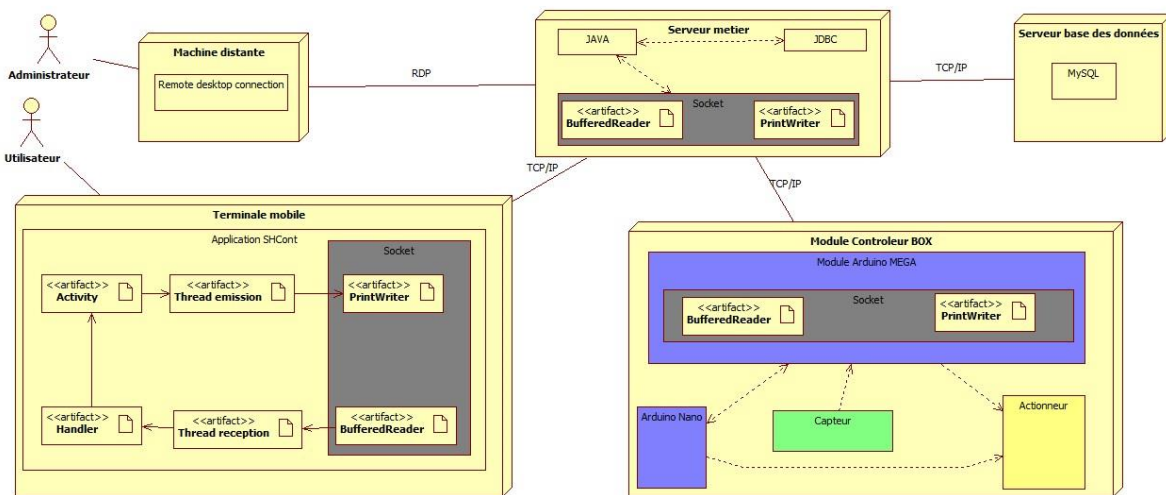 Administrateur
Utilisateur
Machine distante
Remote desktop connection
RDP
Serveur metier
JAVA
JDBC
Socket
<<artifact>>
BufferedReader
<<artifact>>
PrintWriter
TCP/IP
Serveur base des données
MySQL
TCP/IP
TCP/IP
Terminale mobile
Application SHCont
Socket
<<artifact>>
Activity
<<artifact>>
Thread emission
<<artifact>>
PrintWriter
<<artifact>>
Handler
<<artifact>>
Thread reception
<<artifact>>
BufferedReader
Module Controleur BOX
Module Arduino MEGA
Socket
<<artifact>>
BufferedReader
<<artifact>>
PrintWriter
Arduino Nano
Capteur
Actionneur